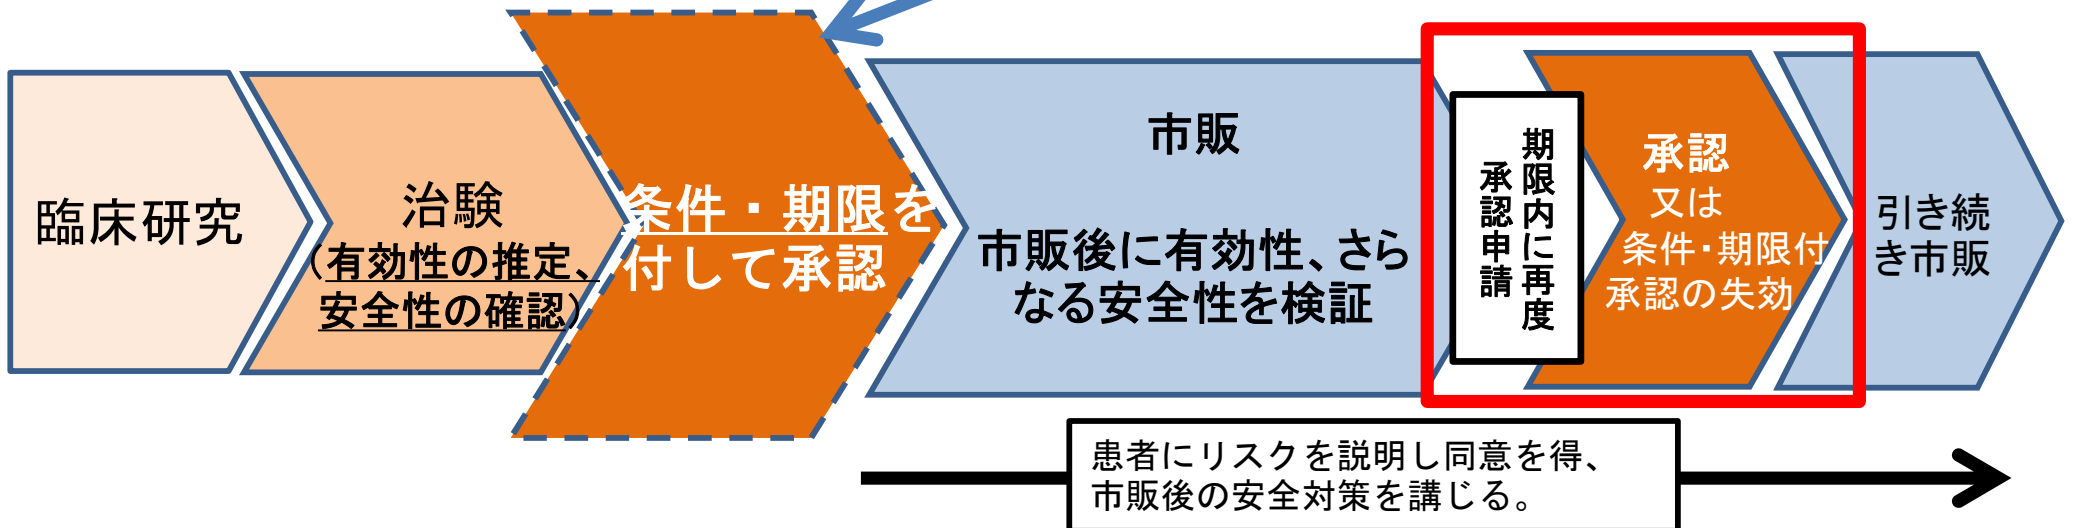 臨床研究
治験
（有効性の推定、
安全性の確認）
条件・期限を
付して承認
市販
市販後に有効性、さら
なる安全性を検証
期限内に再度
承認申請
承認
又は
条件・期限付
承認の失効
引き続
き市販
患者にリスクを説明し同意を得、
市販後の安全対策を講じる。